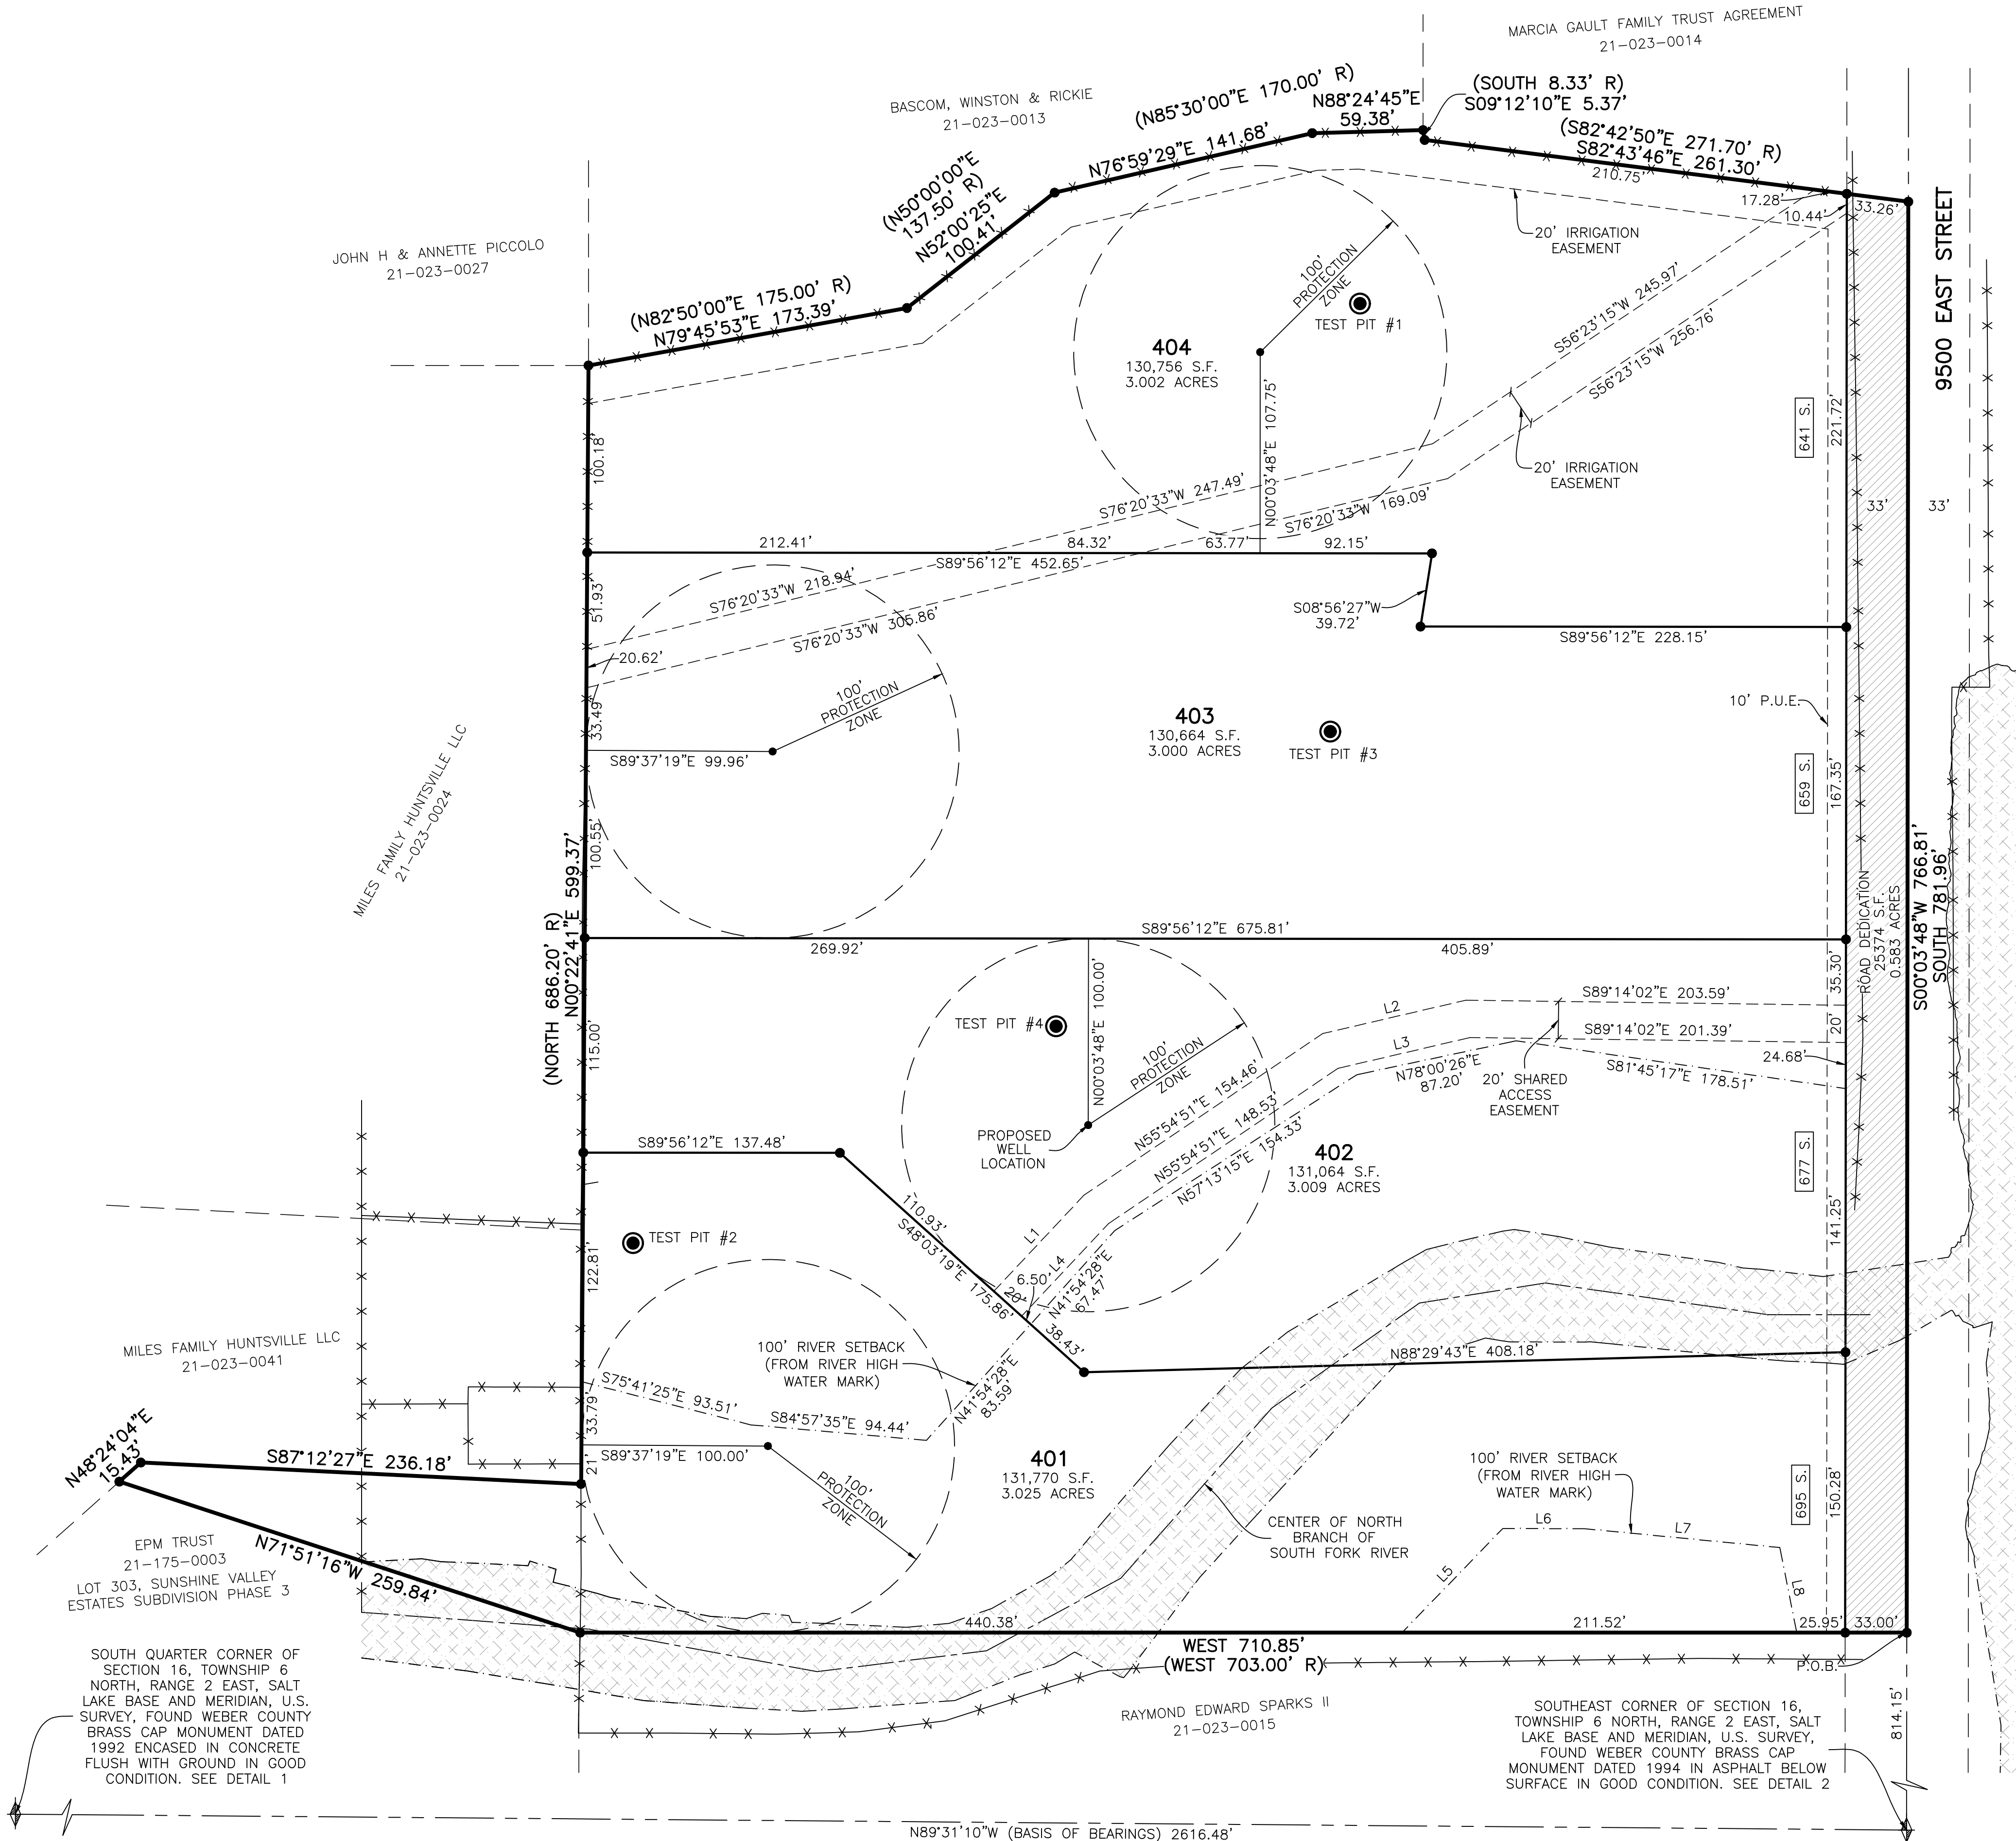 MARCIA GAULT FAMILY TRUST AGREEMENT
21-023-0014
BASCOM, WINSTON & RICKIE
21-023-0013
(N85°30'00"E 170.00' R)
N88°24'45"E
59.38'
(SOUTH 8.33' R)
S09°12'10"E 5.37'
(S82°42'50"E 271.70' R)
S82°43'46"E 261.30'
210.75'
N76°59'29"E 141.68'
(N50°00'00"E
137.50' R)
N52°00'25"E
100.41'
JOHN H & ANNETTE PICCOLO
21-023-0027
(N82°50'00"E 175.00' R)
N79°45'53"E 173.39'
17.28'
10.44'
33.26'
9500 EAST STREET
20' IRRIGATION
EASEMENT
100'
PROTECTION
ZONE
TEST PIT #1
404
130,756 S.F.
3.002 ACRES
S56°23'15"W 245.97'
S56°23'15"W 256.76'
N00°03'48"E 107.75'
641 S.
221.72'
20' IRRIGATION
EASEMENT
100.18'
S76°20'33"W 247.49'
S76°20'33"W 169.09'
33'
33'
212.41'
84.32'
63.77'
92.15'
S89°56'12"E 452.65'
51.93'
S76°20'33"W 218.94'
S76°20'33"W 305.86'
S08°56'27"W
39.72'
S89°56'12"E 228.15'
20.62'
100'
PROTECTION
ZONE
33.49'
S89°37'19"E 99.96'
403
130,664 S.F.
3.000 ACRES
TEST PIT #3
10' P.U.E.
659 S.
167.35'
MILES FAMILY HUNTSVILLE LLC
21-023-0024
100.55'
(NORTH 686.20' R)
N00°22'41"E 599.37'
S89°56'12"E 675.81'
269.92'
405.89'
ROAD DEDICATION
25374 S.F.
0.583 ACRES
S00°03'48"W 766.81'
SOUTH 781.96'
35.30'
S89°14'02"E 203.59'
20'
S89°14'02"E 201.39'
24.68'
L2
L3
TEST PIT #4
N00°03'48"E 100.00'
100'
PROTECTION
ZONE
115.00'
N78°00'26"E
87.20'
20' SHARED
ACCESS
EASEMENT
S81°45'17"E 178.51'
PROPOSED
WELL
LOCATION
N55°54'51"E 154.46'
N55°54'51"E 148.53'
N57°13'15"E 154.33'
S89°56'12"E 137.48'
402
131,064 S.F.
3.009 ACRES
677 S.
141.25'
110.93'
S48°03'19"E 175.86'
L1
L4
6.50'
20'
N41°54'28"E
67.47'
38.43'
TEST PIT #2
122.81'
MILES FAMILY HUNTSVILLE LLC
21-023-0041
100' RIVER SETBACK
(FROM RIVER HIGH
WATER MARK)
N88°29'43"E 408.18'
S75°41'25"E 93.51'
S84°57'35"E 94.44'
N41°54'28"E
83.59'
33.79'
S89°37'19"E 100.00'
21'
N48°24'04"E
15.43'
S87°12'27"E 236.18'
401
131,770 S.F.
3.025 ACRES
100'
PROTECTION
ZONE
100' RIVER SETBACK
(FROM RIVER HIGH
WATER MARK)
695 S.
150.28'
CENTER OF NORTH
BRANCH OF
SOUTH FORK RIVER
L5
L6
L7
L8
EPM TRUST
21-175-0003
LOT 303, SUNSHINE VALLEY
ESTATES SUBDIVISION PHASE 3
N71°51'16"W 259.84'
440.38'
211.52'
25.95'
33.00'
WEST 710.85'
(WEST 703.00' R)
P.O.B.
SOUTH QUARTER CORNER OF
SECTION 16, TOWNSHIP 6
NORTH, RANGE 2 EAST, SALT
LAKE BASE AND MERIDIAN, U.S.
SURVEY, FOUND WEBER COUNTY
BRASS CAP MONUMENT DATED
1992 ENCASED IN CONCRETE
FLUSH WITH GROUND IN GOOD
CONDITION. SEE DETAIL 1
RAYMOND EDWARD SPARKS II
21-023-0015
SOUTHEAST CORNER OF SECTION 16,
TOWNSHIP 6 NORTH, RANGE 2 EAST, SALT
LAKE BASE AND MERIDIAN, U.S. SURVEY,
FOUND WEBER COUNTY BRASS CAP
MONUMENT DATED 1994 IN ASPHALT BELOW
SURFACE IN GOOD CONDITION. SEE DETAIL 2
814.15'
N89°31'10"W (BASIS OF BEARINGS) 2616.48'